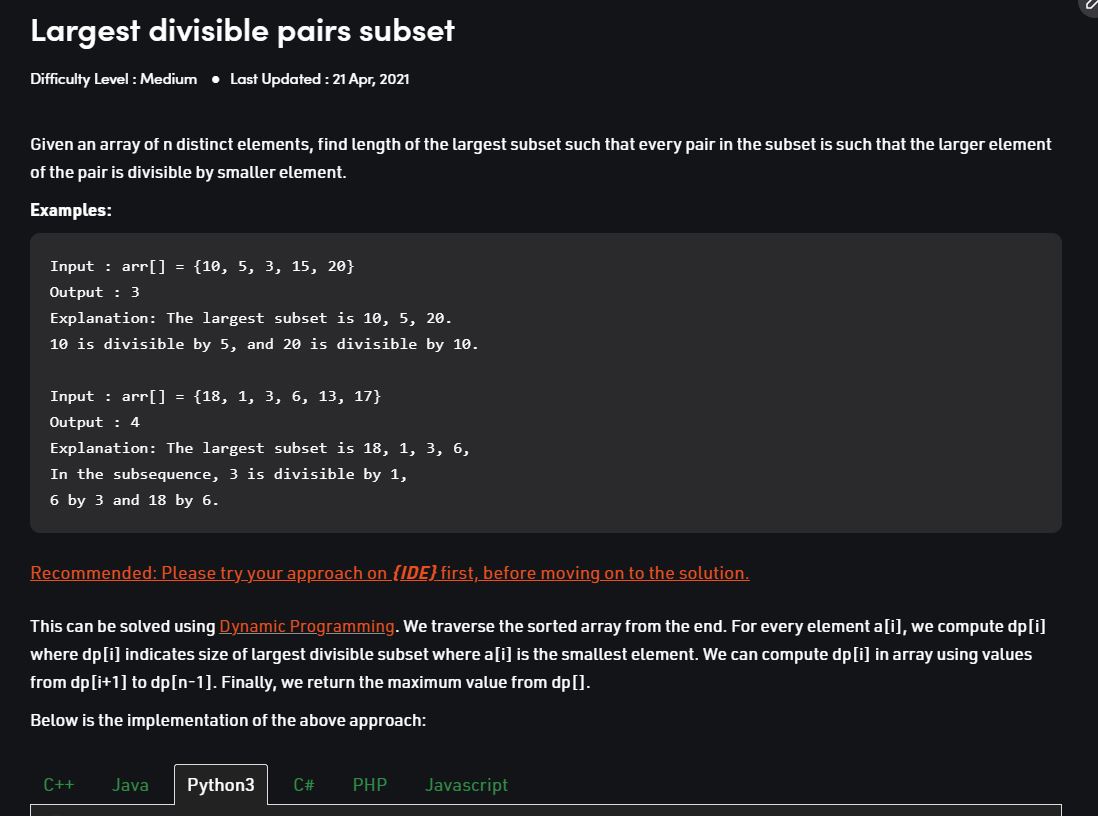 Largest divisible pairs subset
Difficulty Level : Medium ● Last Updated : 21 Apr, 2021
Given an array of n distinct elements, find length of the largest subset such that every pair in the subset is such that the larger element
of the pair is divisible by smaller element.
Examples:
Input : arr[] = {10, 5, 3, 15, 20}
Output : 3
Explanation: The largest subset is 10, 5, 20.
10 is divisible by 5, and 20 is divisible by 10.
Input : arr[] = {18, 1, 3, 6, 13, 17}
Output : 4
Explanation: The largest subset is 18, 1, 3, 6,
In the subsequence, 3 is divisible by 1,
6 by 3 and 18 by 6.
Recommended: Please try your approach on {IDE} first, before moving on to the solution.
This can be solved using Dynamic Programming. We traverse the sorted array from the end. For every element a[i], we compute dp[i]
where dp[i] indicates size of largest divisible subset where a[i] is the smallest element. We can compute dp[i] in array using values
from dp[i+1] to dp[n-1]. Finally, we return the maximum value from dp[].
Below is the implementation of the above approach:
C++ Java Python3 C# PHP Javascript